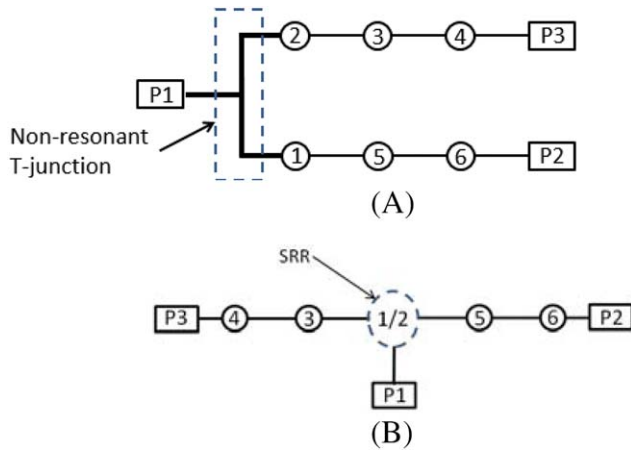 2 3 4 P3
P1
Non-resonant
T-junction
1 5 6 P2
(A)
SRR
P3 4 3 1/2 5 6 P2
P1
(B)